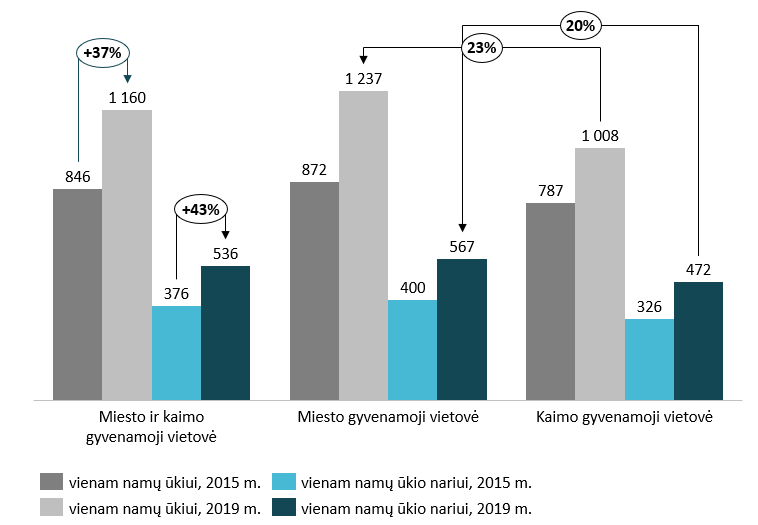 20%
+37%
23%
1 237
1 160
1 008
846
872
787
+43%
567
536
472
376
400
326
Miesto ir kaimo
gyvenamoji vietovė
Miesto gyvenamoji vietovė
Kaimo gyvenamoji vietovė
vienam namų ūkiui, 2015 m.
vienam namų ūkio nariui, 2015 m.
vienam namų ūkiui, 2019 m.
vienam namų ūkio nariui, 2019 m.